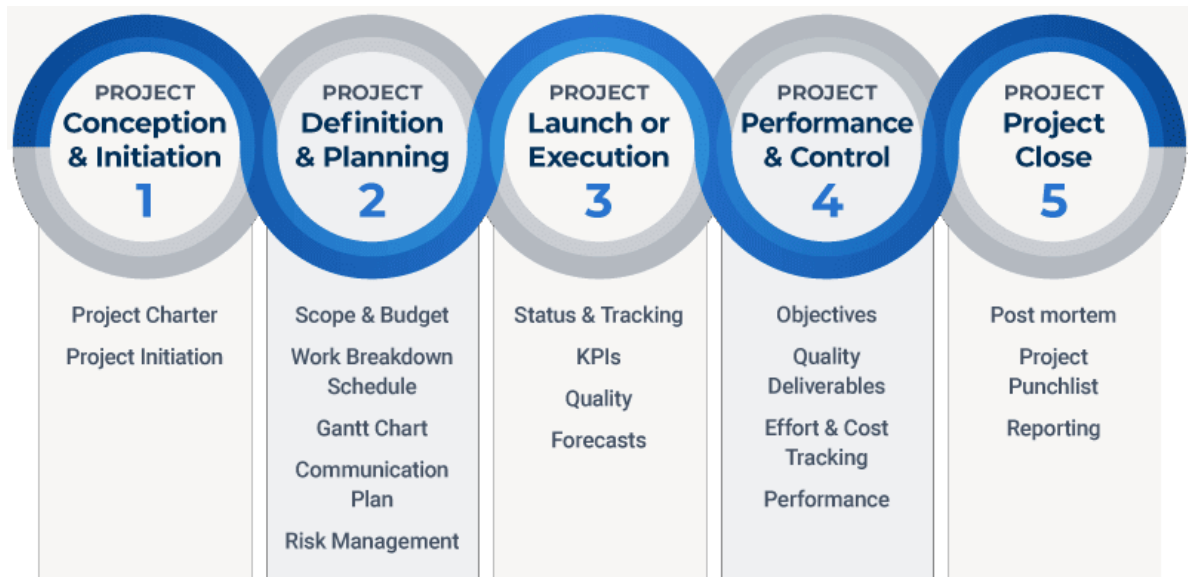 PROJECT
Conception
& Initiation
1
PROJECT
Definition
& Planning
2
PROJECT
Launch or
Execution
3
PROJECT
Performance
& Control
4
PROJECT
Project
Close
5
Project Charter
Project Initiation
Scope & Budget
Work Breakdown
Schedule
Gantt Chart
Communication
Plan
Risk Management
Status & Tracking
KPIs
Quality
Forecasts
Objectives
Quality
Deliverables
Effort & Cost
Tracking
Performance
Post mortem
Project
Punchlist
Reporting